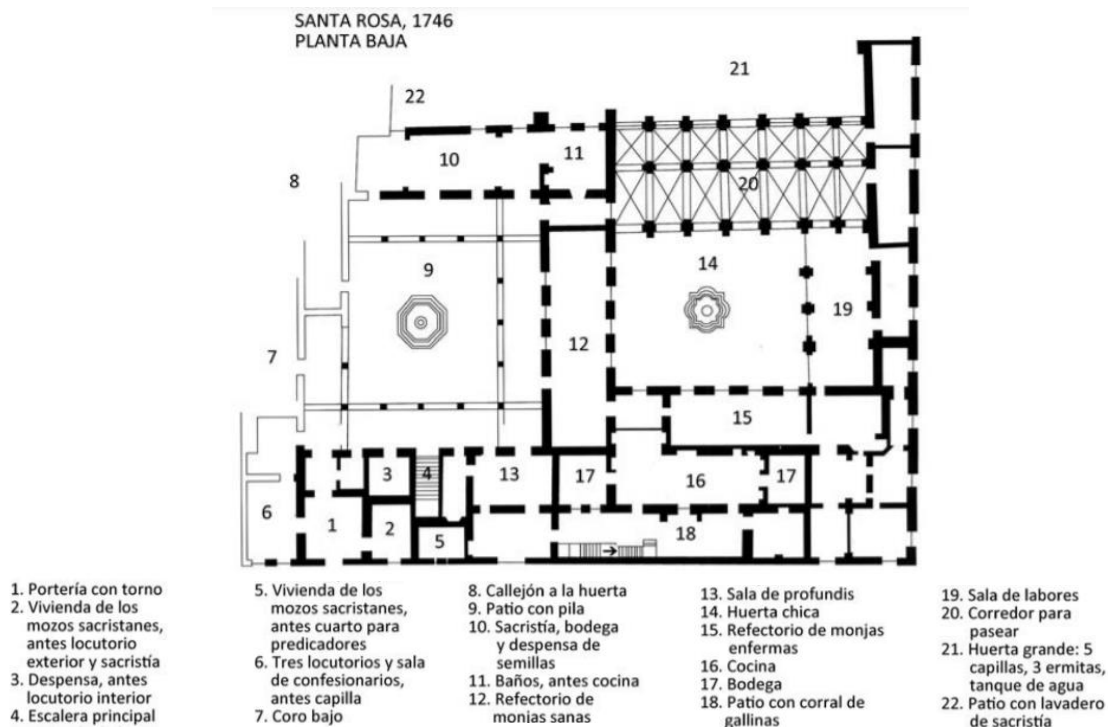 SANTA ROSA, 1746
PLANTA BAJA
21
22
10
11
8
20
9
14
19
12
7
15
3
4
13
17
16
17
6
1
2
5
18
1. Portería con torno
2. Vivienda de los
mozos sacristanes,
antes locutorio
exterior y sacristía
3. Despensa, antes
locutorio interior
4. Escalera principal
5. Vivienda de los
mozos sacristanes,
antes cuarto para
predicadores
6. Tres locutorios y sala
de confesionarios,
antes capilla
7. Coro bajo
8. Callejón a la huerta
9. Patio con pila
10. Sacristía, bodega
y despensa de
semillas
11. Baños, antes cocina
12. Refectorio de
monjas sanas
13. Sala de profundis
14. Huerta chica
15. Refectorio de monjas
enfermas
16. Cocina
17. Bodega
18. Patio con corral de
gallinas
19. Sala de labores
20. Corredor para
pasear
21. Huerta grande: 5
capillas, 3 ermitas,
tanque de agua
22. Patio con lavadero
de sacristía